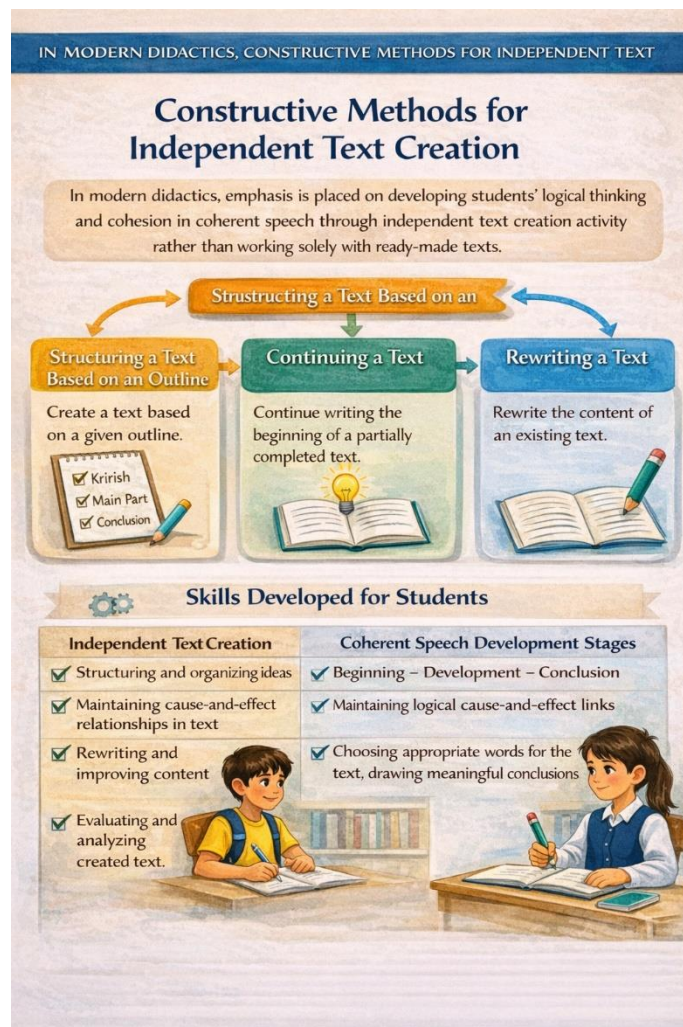 IN MODERN DIDACTICS, CONSTRUCTIVE METHODS FOR INDEPENDENT TEXT
Constructive Methods for
Independent Text Creation
In modern didactics, emphasis is placed on developing students' logical thinking
and cohesion in coherent speech through independent text creation activity
rather than working solely with ready-made texts.
Strustructing a Text Based on an
Structuring a Text
Based on an Outline
Create a text based
on a given outline.
Krirish
Main Part
Conclusion
Continuing a Text
Continue writing the
beginning of a partially
completed text.
Rewriting a Text
Rewrite the content of
an existing text.
Skills Developed for Students
Independent Text Creation
Structuring and organizing ideas
Maintaining cause-and-effect
relationships in text
Rewriting and
improving content
Evaluating and
analyzing
created text.
Coherent Speech Development Stages
Beginning – Development – Conclusion
Maintaining logical cause-and-effect links
Choosing appropriate words for the
text, drawing meaningful conclusions